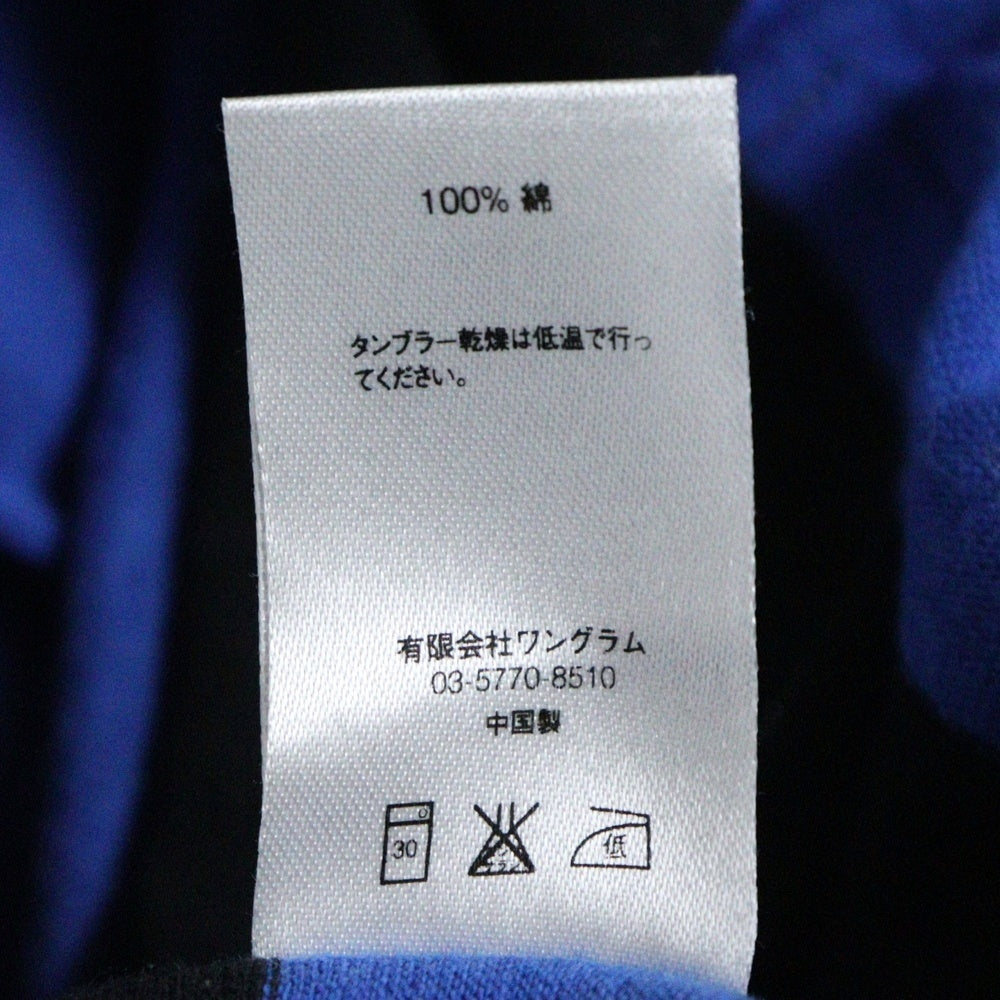 100% 綿
タンブラー乾燥は低温で行っ
てください。
有限会社ワングラム
03-5770-8510
中国製
30
低